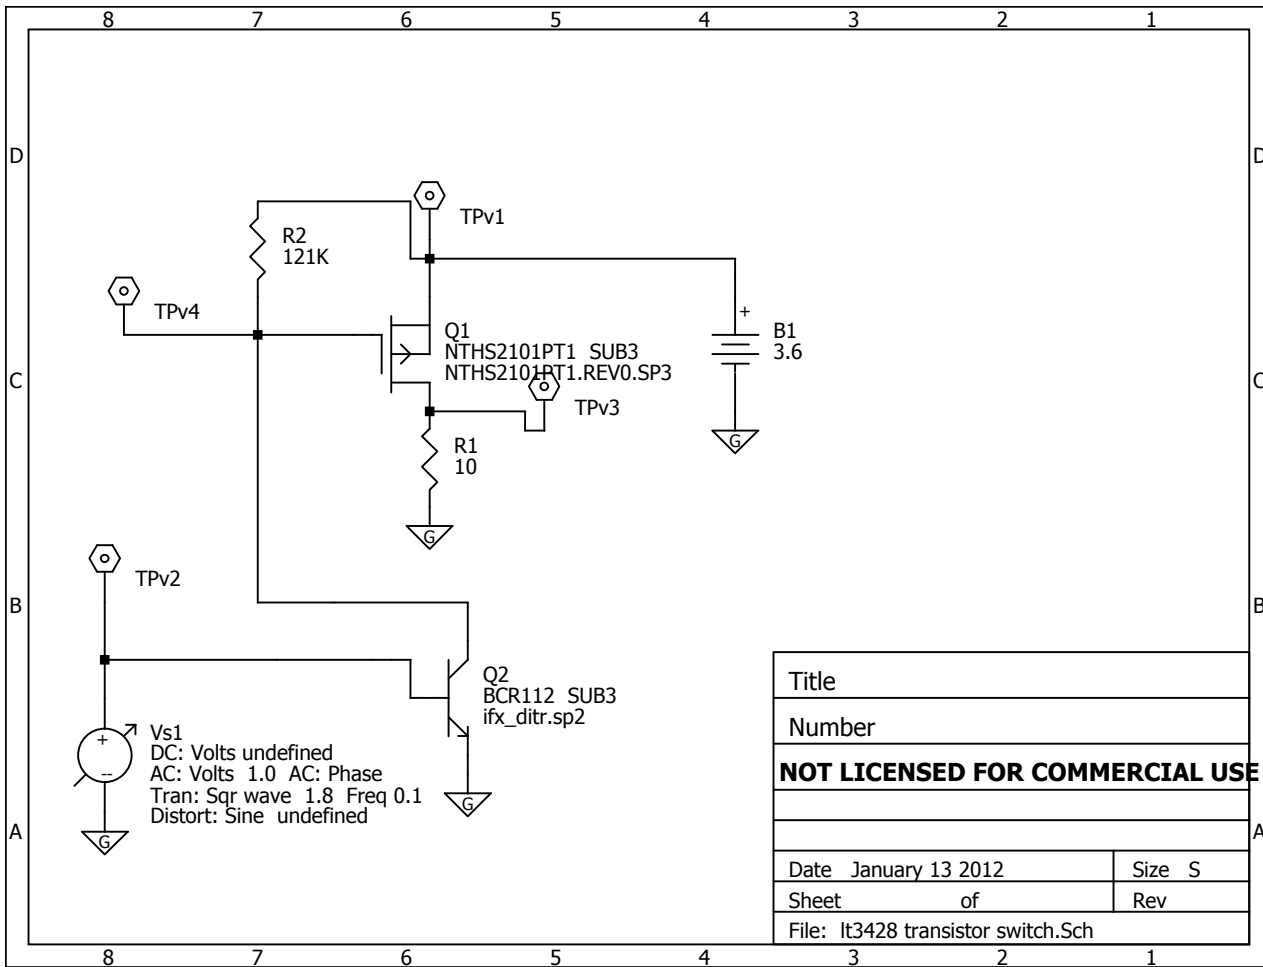 8 7 6 5 4 3 2 1
D D
TPv1
R2
121K
TPv4
Q1
NTHS2101PT1 SUB3
NTHS2101PT1.REV0.SP3
+
B1
3.6
C C
TPv3
G
R1
10
G
TPv2
B B
Q2
BCR112 SUB3
ifx_ditr.sp2
+
--
Vs1
DC: Volts undefined
AC: Volts 1.0 AC: Phase
Tran: Sqr wave 1.8 Freq 0.1
Distort: Sine undefined
G
G
A A
Title
Number
NOT LICENSED FOR COMMERCIAL USE
Date January 13 2012 Size S
Sheet of Rev
File: lt3428 transistor switch.Sch
8 7 6 5 4 3 2 1